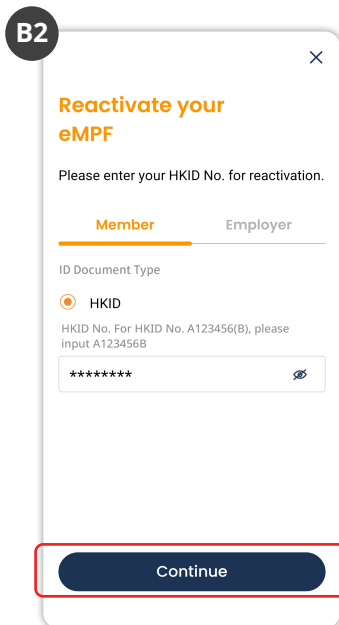 B2
Reactivate your
eMPF
Please enter your HKID No. for reactivation.
Member Employer
ID Document Type
HKID
HKID No. For HKID No. A123456(B), please
input A123456B
********
Continue